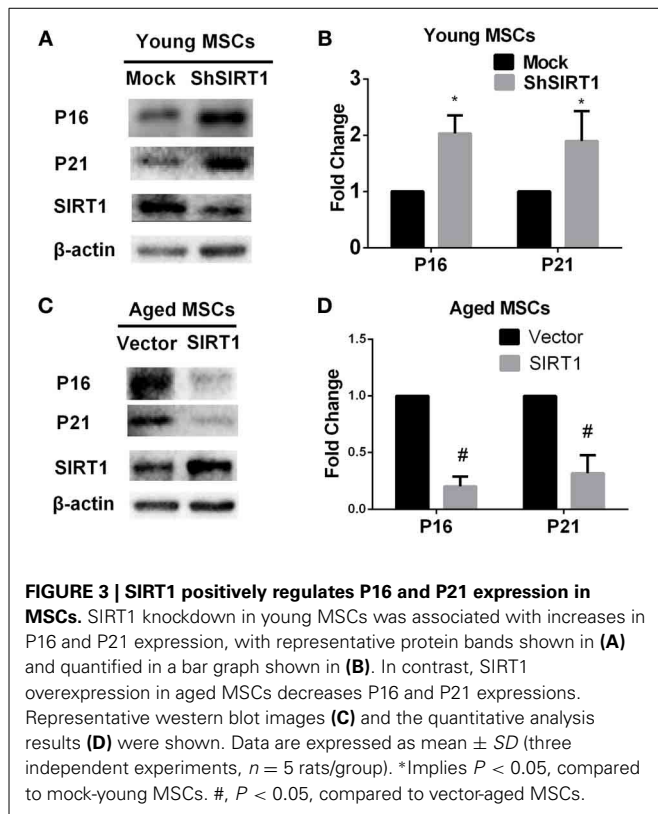 A
Young MSCs
Mock ShSIRT1
P16
P21
SIRT1
β-actin
B
Young MSCs
Mock
ShSIRT1
Fold Change
3
2
1
0
*
*
P16 P21
C
Aged MSCs
Vector SIRT1
P16
P21
SIRT1
β-actin
D
Aged MSCs
Vector
SIRT1
Fold Change
1.5
1.0
0.5
0.0
#
#
P16 P21
FIGURE 3 | SIRT1 positively regulates P16 and P21 expression in
MSCs. SIRT1 knockdown in young MSCs was associated with increases in
P16 and P21 expression, with representative protein bands shown in (A)
and quantified in a bar graph shown in (B). In contrast, SIRT1
overexpression in aged MSCs decreases P16 and P21 expressions.
Representative western blot images (C) and the quantitative analysis
results (D) were shown. Data are expressed as mean ± SD (three
independent experiments, n = 5 rats/group). *Implies P < 0.05, compared
to mock-young MSCs. #, P < 0.05, compared to vector-aged MSCs.